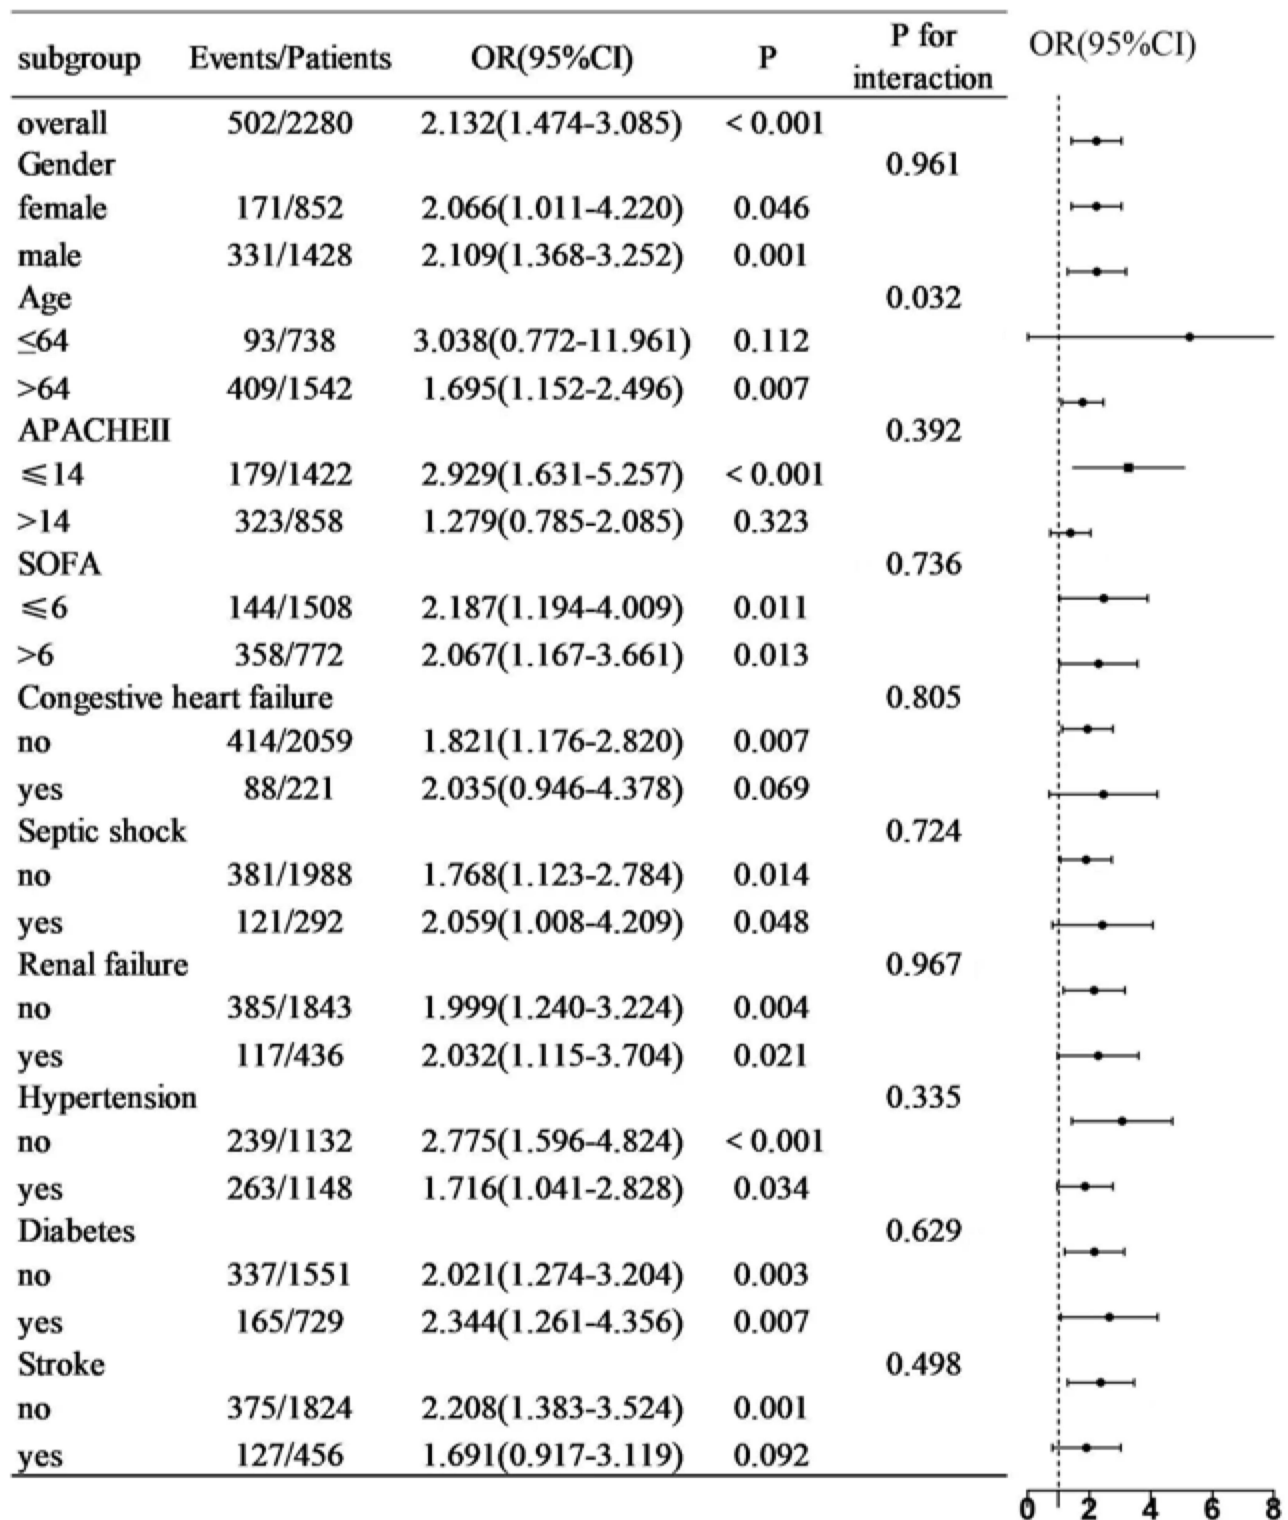 subgroup Events/Patients OR(95%CI) P P for interaction OR(95%CI)
overall 502/2280 2.132(1.474-3.085) < 0.001
Gender 0.961
female 171/852 2.066(1.011-4.220) 0.046
male 331/1428 2.109(1.368-3.252) 0.001
Age 0.032
≤64 93/738 3.038(0.772-11.961) 0.112
>64 409/1542 1.695(1.152-2.496) 0.007
APACHEII 0.392
⩽14 179/1422 2.929(1.631-5.257) < 0.001
>14 323/858 1.279(0.785-2.085) 0.323
SOFA 0.736
⩽6 144/1508 2.187(1.194-4.009) 0.011
>6 358/772 2.067(1.167-3.661) 0.013
Congestive heart failure 0.805
no 414/2059 1.821(1.176-2.820) 0.007
yes 88/221 2.035(0.946-4.378) 0.069
Septic shock 0.724
no 381/1988 1.768(1.123-2.784) 0.014
yes 121/292 2.059(1.008-4.209) 0.048
Renal failure 0.967
no 385/1843 1.999(1.240-3.224) 0.004
yes 117/436 2.032(1.115-3.704) 0.021
Hypertension 0.335
no 239/1132 2.775(1.596-4.824) < 0.001
yes 263/1148 1.716(1.041-2.828) 0.034
Diabetes 0.629
no 337/1551 2.021(1.274-3.204) 0.003
yes 165/729 2.344(1.261-4.356) 0.007
Stroke 0.498
no 375/1824 2.208(1.383-3.524) 0.001
yes 127/456 1.691(0.917-3.119) 0.092
0 2 4 6 8